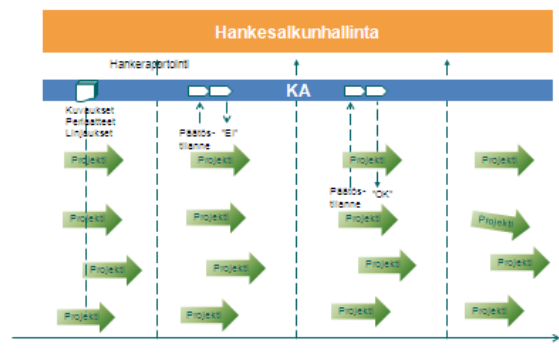 Hankesalkunhallinta
Hankeraportointi
KA
Kuvaukset
Periaatteet
Linjaukset
Päätös-
tilanne
"EI"
Projekti
Projekti
Projekti
Projekti
Päätös-
tilanne
"OK"
Projekti
Projekti
Projekti
Projekti
Projekti
Projekti
Projekti
Projekti
Projekti
Projekti
Projekti
Projekti